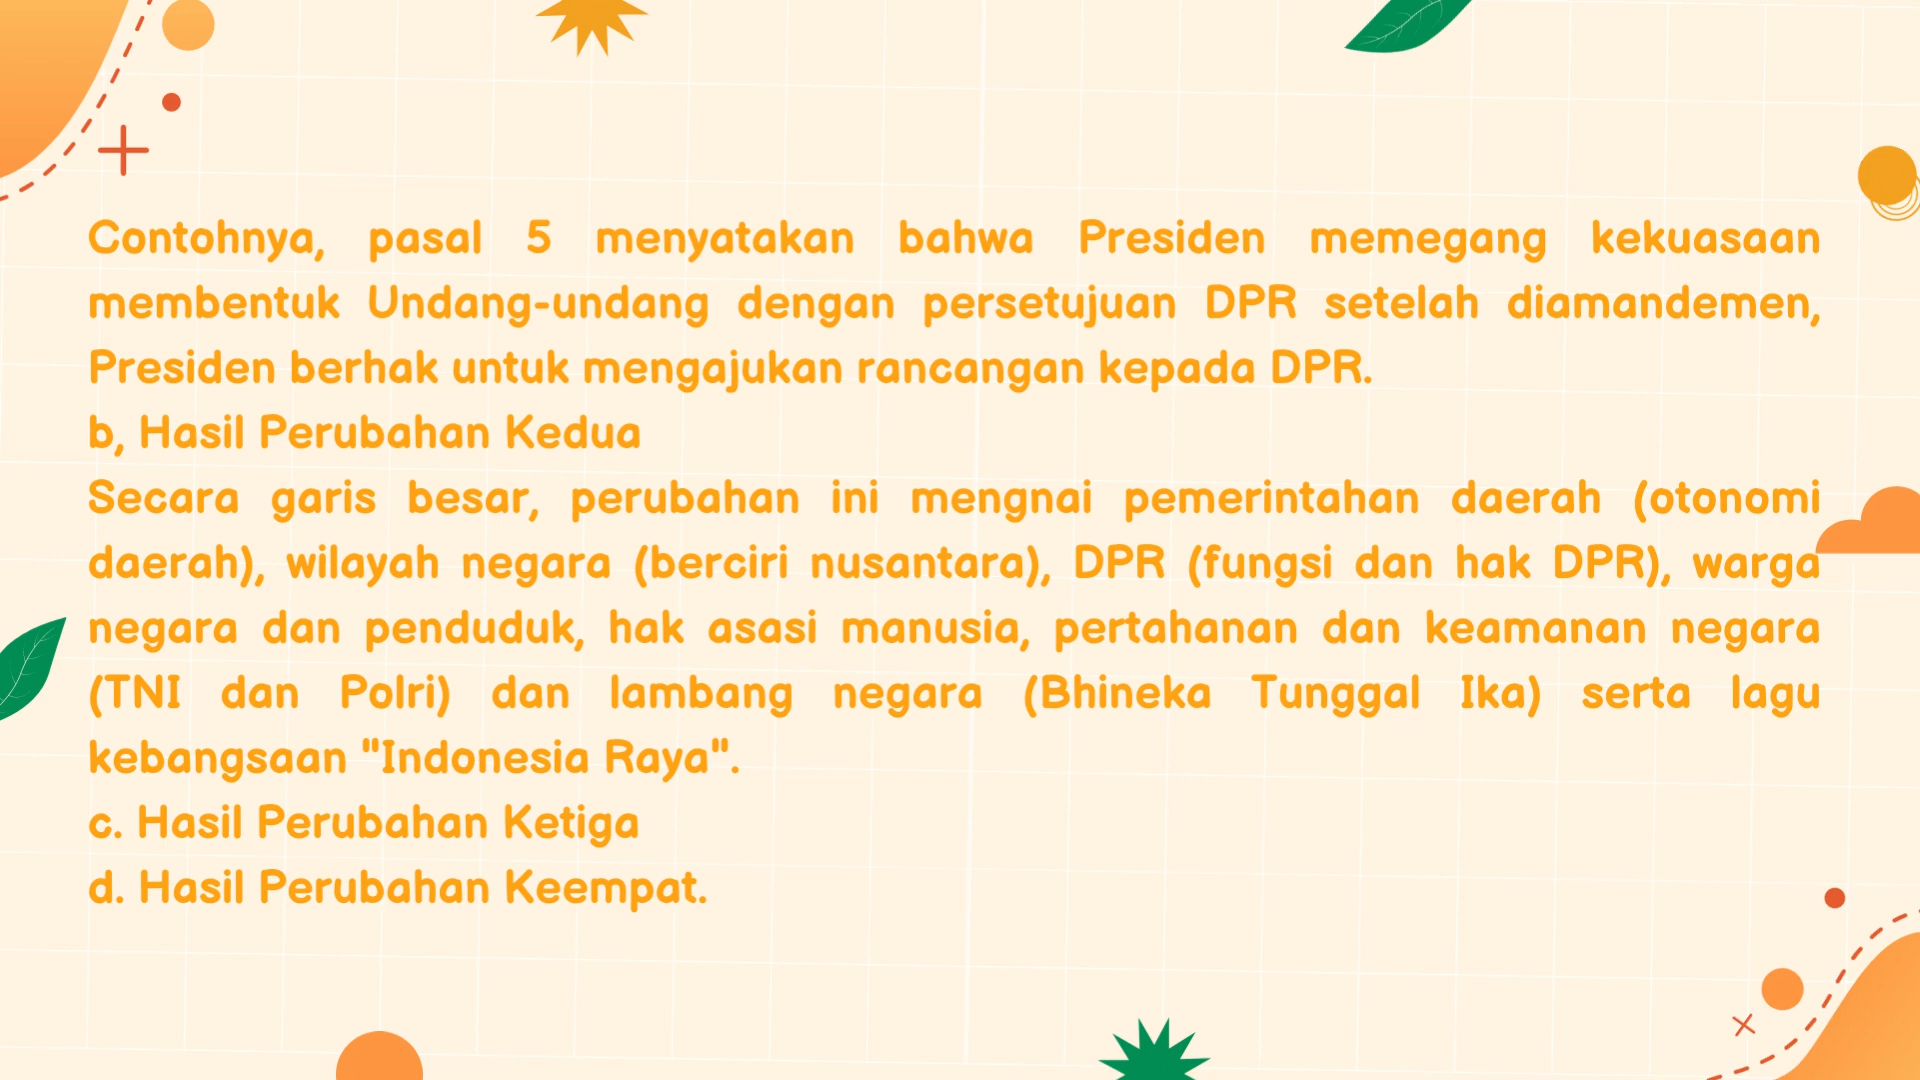 Contohnya, pasal 5 menyatakan bahwa Presiden memegang kekuasaan
membentuk Undang-undang dengan persetujuan DPR setelah diamandemen,
Presiden berhak untuk mengajukan rancangan kepada DPR.
b, Hasil Perubahan Kedua
Secara garis besar, perubahan ini mengnai pemerintahan daerah (otonomi
daerah), wilayah negara (berciri nusantara), DPR (fungsi dan hak DPR), warga
negara dan penduduk, hak asasi manusia, pertahanan dan keamanan negara
(TNI dan Polri) dan lambang negara (Bhineka Tunggal Ika) serta lagu
kebangsaan "Indonesia Raya".
c. Hasil Perubahan Ketiga
d. Hasil Perubahan Keempat.